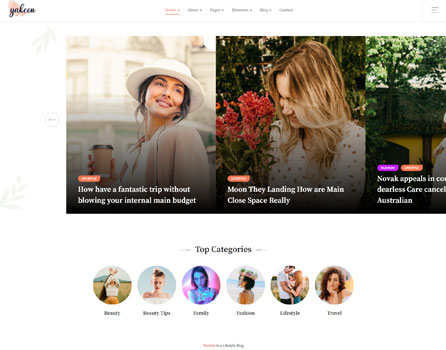 yakeen
Home
About
Pages
Elements
Blog
Contact
LIFESTYLE
How have a fantastic trip without
blowing your internal main budget
LIFESTYLE
Moon They Landing How are Main
Close Space Really
FASHION LIFESTYLE
Novak appeals in co
dearless Care cancel
Australian
Top Categories
Beauty
Beauty Tips
Family
Fashion
Lifestyle
Travel
is a Lifestyle Blog